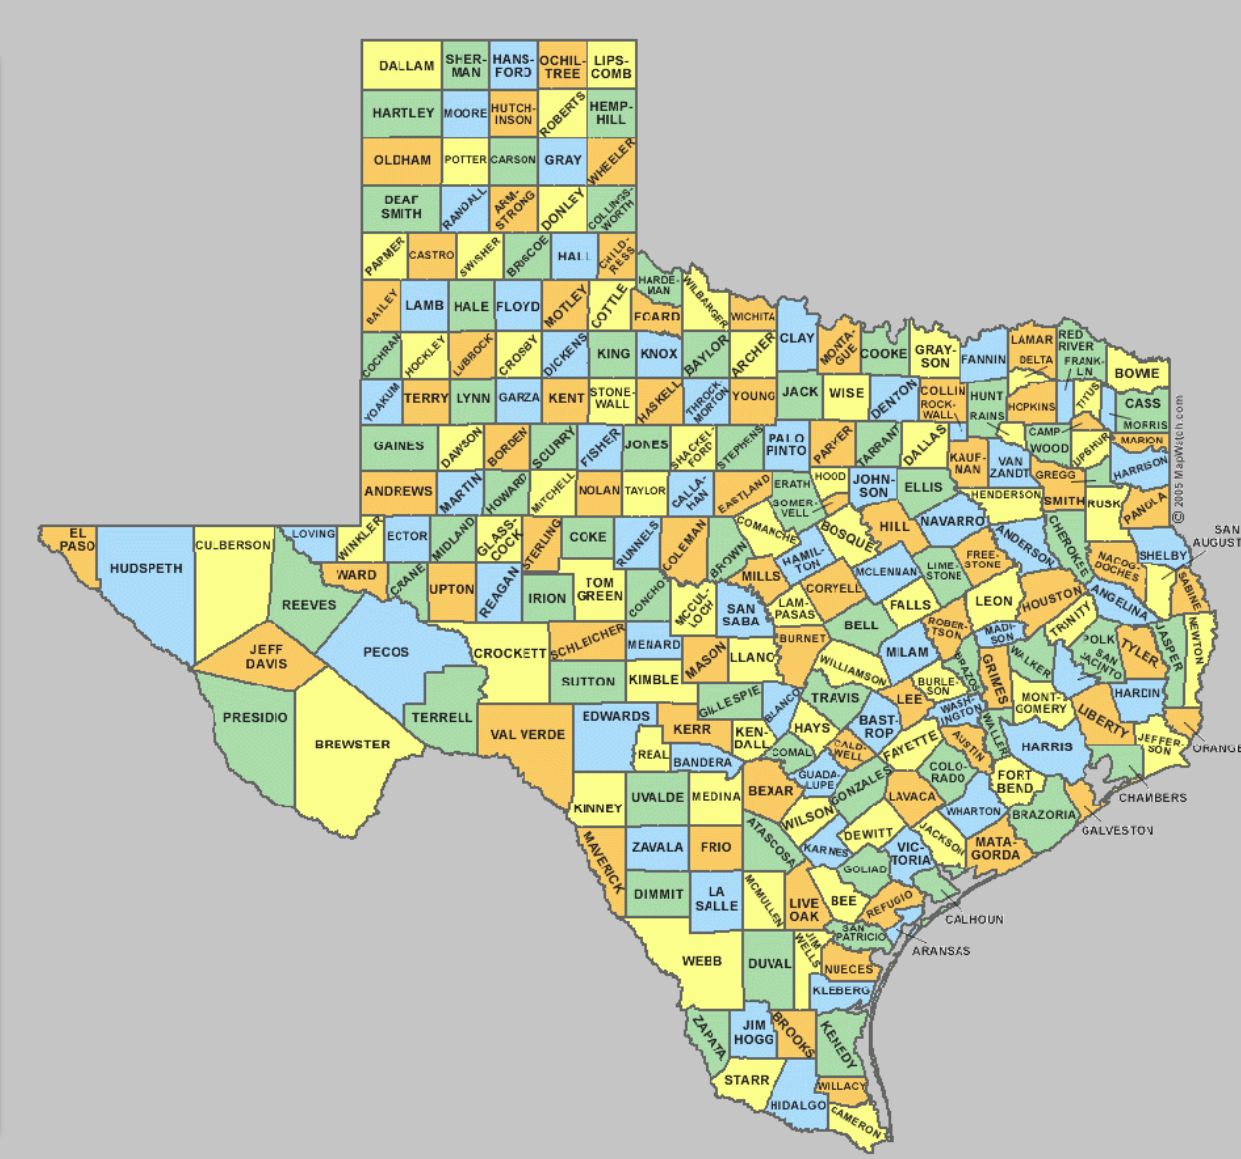 DALLAM
SHER-
MAN
HANS-
FORD
OCHIL-
TREE
LIPS-
COMB
HARTLEY
MOORE
HUTCH-
INSON
ROBERTS
HEMP-
HILL
OLDHAM
POTTER
CARSON
GRAY
WHEELER
DEAF
SMITH
RANDALL
ARM-
STRONG
DONLEY
COLLINGS-
WORTH
PAPMER
CASTRO
SWISHER
BRISCOE
HALL
CHILD-
RESS
HARDE-
MAN
BAILEY
LAMB
HALE
FLOYD
MOTLEY
COTTLE
FOARD
WILBARGER
WICHITA
COCHRAN
HOCKLEY
LUBBOCK
CROSBY
DICKENS
KING
KNOX
BAYLOR
ARCHER
CLAY
MONTA-
GUE
COOKE
GRAY-
SON
FANNIN
LAMAR
DELTA
RED
RIVER
FRANK-
LIN
BOWIE
YOAKUM
TERRY
LYNN
GARZA
KENT
STONE-
WALL
HASKELL
THROCK-
MORTON
YOUNG
JACK
WISE
DENTON
COLLIN
ROCK-
WALL
HUNT
RAINS
HOPKINS
TITUS
CASS
MORRIS
GAINES
DAWSON
BORDEN
SCURRY
FISHER
JONES
SHACKEL-
FORD
STEPHENS
PALO
PINTO
PARKER
TARRANT
DALLAS
KAUF-
NAN
VAN
ZANDT
CAMP
WOOD
UPSHUR
MARION
HARRISON
GREGG
ANDREWS
MARTIN
HOWARD
MITCHELL
NOLAN
TAYLOR
CALLA-
HAN
EASTLAND
ERATH
HOOD
SOMER-
VELL
JOHN-
SON
ELLIS
HENDERSON
SMITH
RUSK
PANOLA
© 2005 MapWatch.com
EL
PASO
HUDSPETH
CULBERSON
LOVING
WINKLER
ECTOR
MIDLAND
GLASS-
COCK
STERLING
COKE
RUNNELS
COLEMAN
BROWN
COMANCHE
BOSQUE
HILL
NAVARRO
ANDERSON
CHEROKEE
NACOG-
DOCHES
SHELBY
SAN
AUGUST
REEVES
WARD
CRANE
UPTON
REAGAN
IRION
TOM
GREEN
CONCHO
MCCUL-
LOCH
SAN
SABA
MILLS
HAMIL-
TON
CORYELL
MCLENNAN
LIME-
STONE
FREE-
STONE
LEON
HOUSTON
ANGELINA
SABINE
JEFF
DAVIS
PECOS
CROCKETT
SCHLEICHER
MENARD
MASON
LLANO
LAM-
PASAS
BURNET
BELL
FALLS
ROBER-
TSON
MADI-
SON
TRINITY
POLK
TYLER
JASPER
NEWTON
PRESIDIO
BREWSTER
TERRELL
VAL VERDE
SUTTON
KIMBLE
GILLESPIE
BLANCO
WILLIAMSON
MILAM
BRAZOS
GRIMES
WALKER
SAN
JACINTO
HARDIN
EDWARDS
REAL
KERR
BANDERA
KEN-
DALL
HAYS
COMAL
TRAVIS
BAST-
ROP
LEE
BURLE-
SON
WASH-
INGTON
WALLER
MONT-
GOMERY
LIBERTY
JEFFER-
SON
ORANGE
KINNEY
UVALDE
MEDINA
BEXAR
GUADA-
LUPE
CALD-
WELL
FAYETTE
AUSTIN
COLO-
RADO
HARRIS
FORT
BEND
CHAMBERS
GALVESTON
MAVERICK
ZAVALA
FRIO
ATASCOSA
WILSON
GONZALES
LAVACA
WHARTON
BRAZORIA
DIMMIT
LA
SALLE
MCMULLEN
LIVE
OAK
KARNES
DEWITT
JACKSON
MATA-
GORDA
VIC-
TORIA
GOLIAD
BEE
REFUGIO
CALHOUN
ARANSAS
WEBB
DUVAL
JIM
WELLS
SAN
PATRICIO
NUECES
KLEBERG
ZAPATA
JIM
HOGG
BROOKS
KENEDY
STARR
HIDALGO
WILLACY
CAMERON